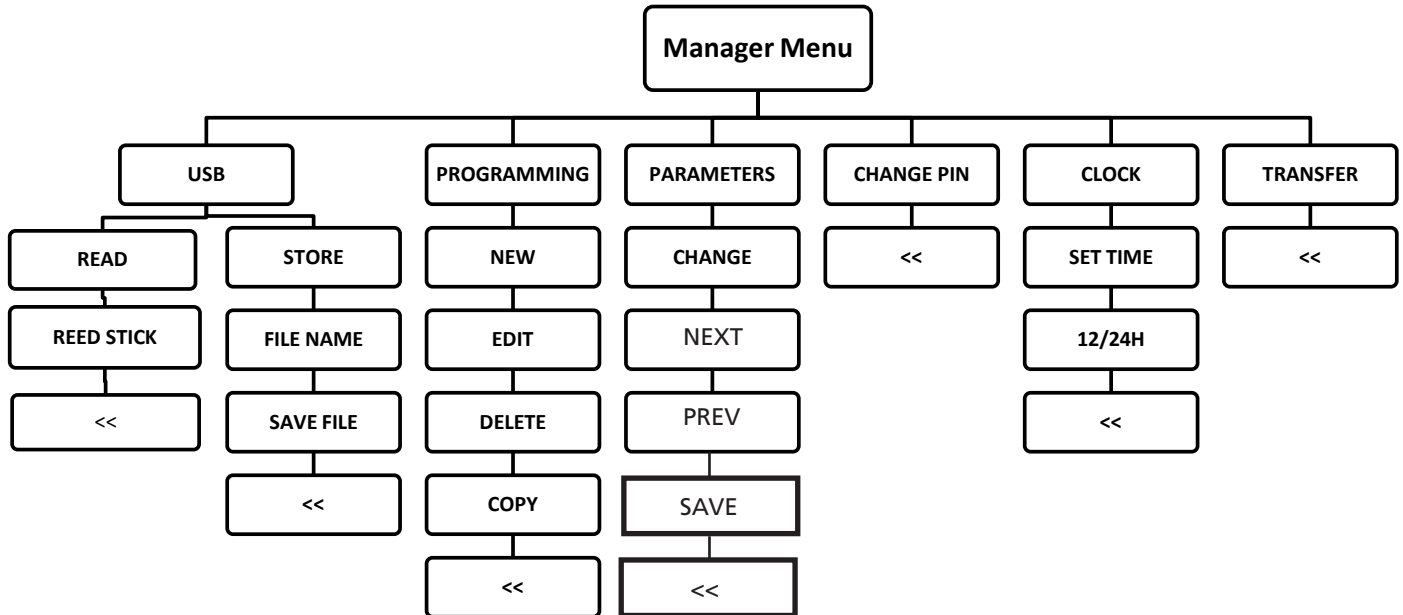 Manager Menu
USB
PROGRAMMING
PARAMETERS
CHANGE PIN
CLOCK
TRANSFER
READ
STORE
NEW
CHANGE
<<
SET TIME
<<
REED STICK
FILE NAME
EDIT
NEXT
12/24H
<<
SAVE FILE
DELETE
PREV
<<
<<
COPY
SAVE
<<
<<